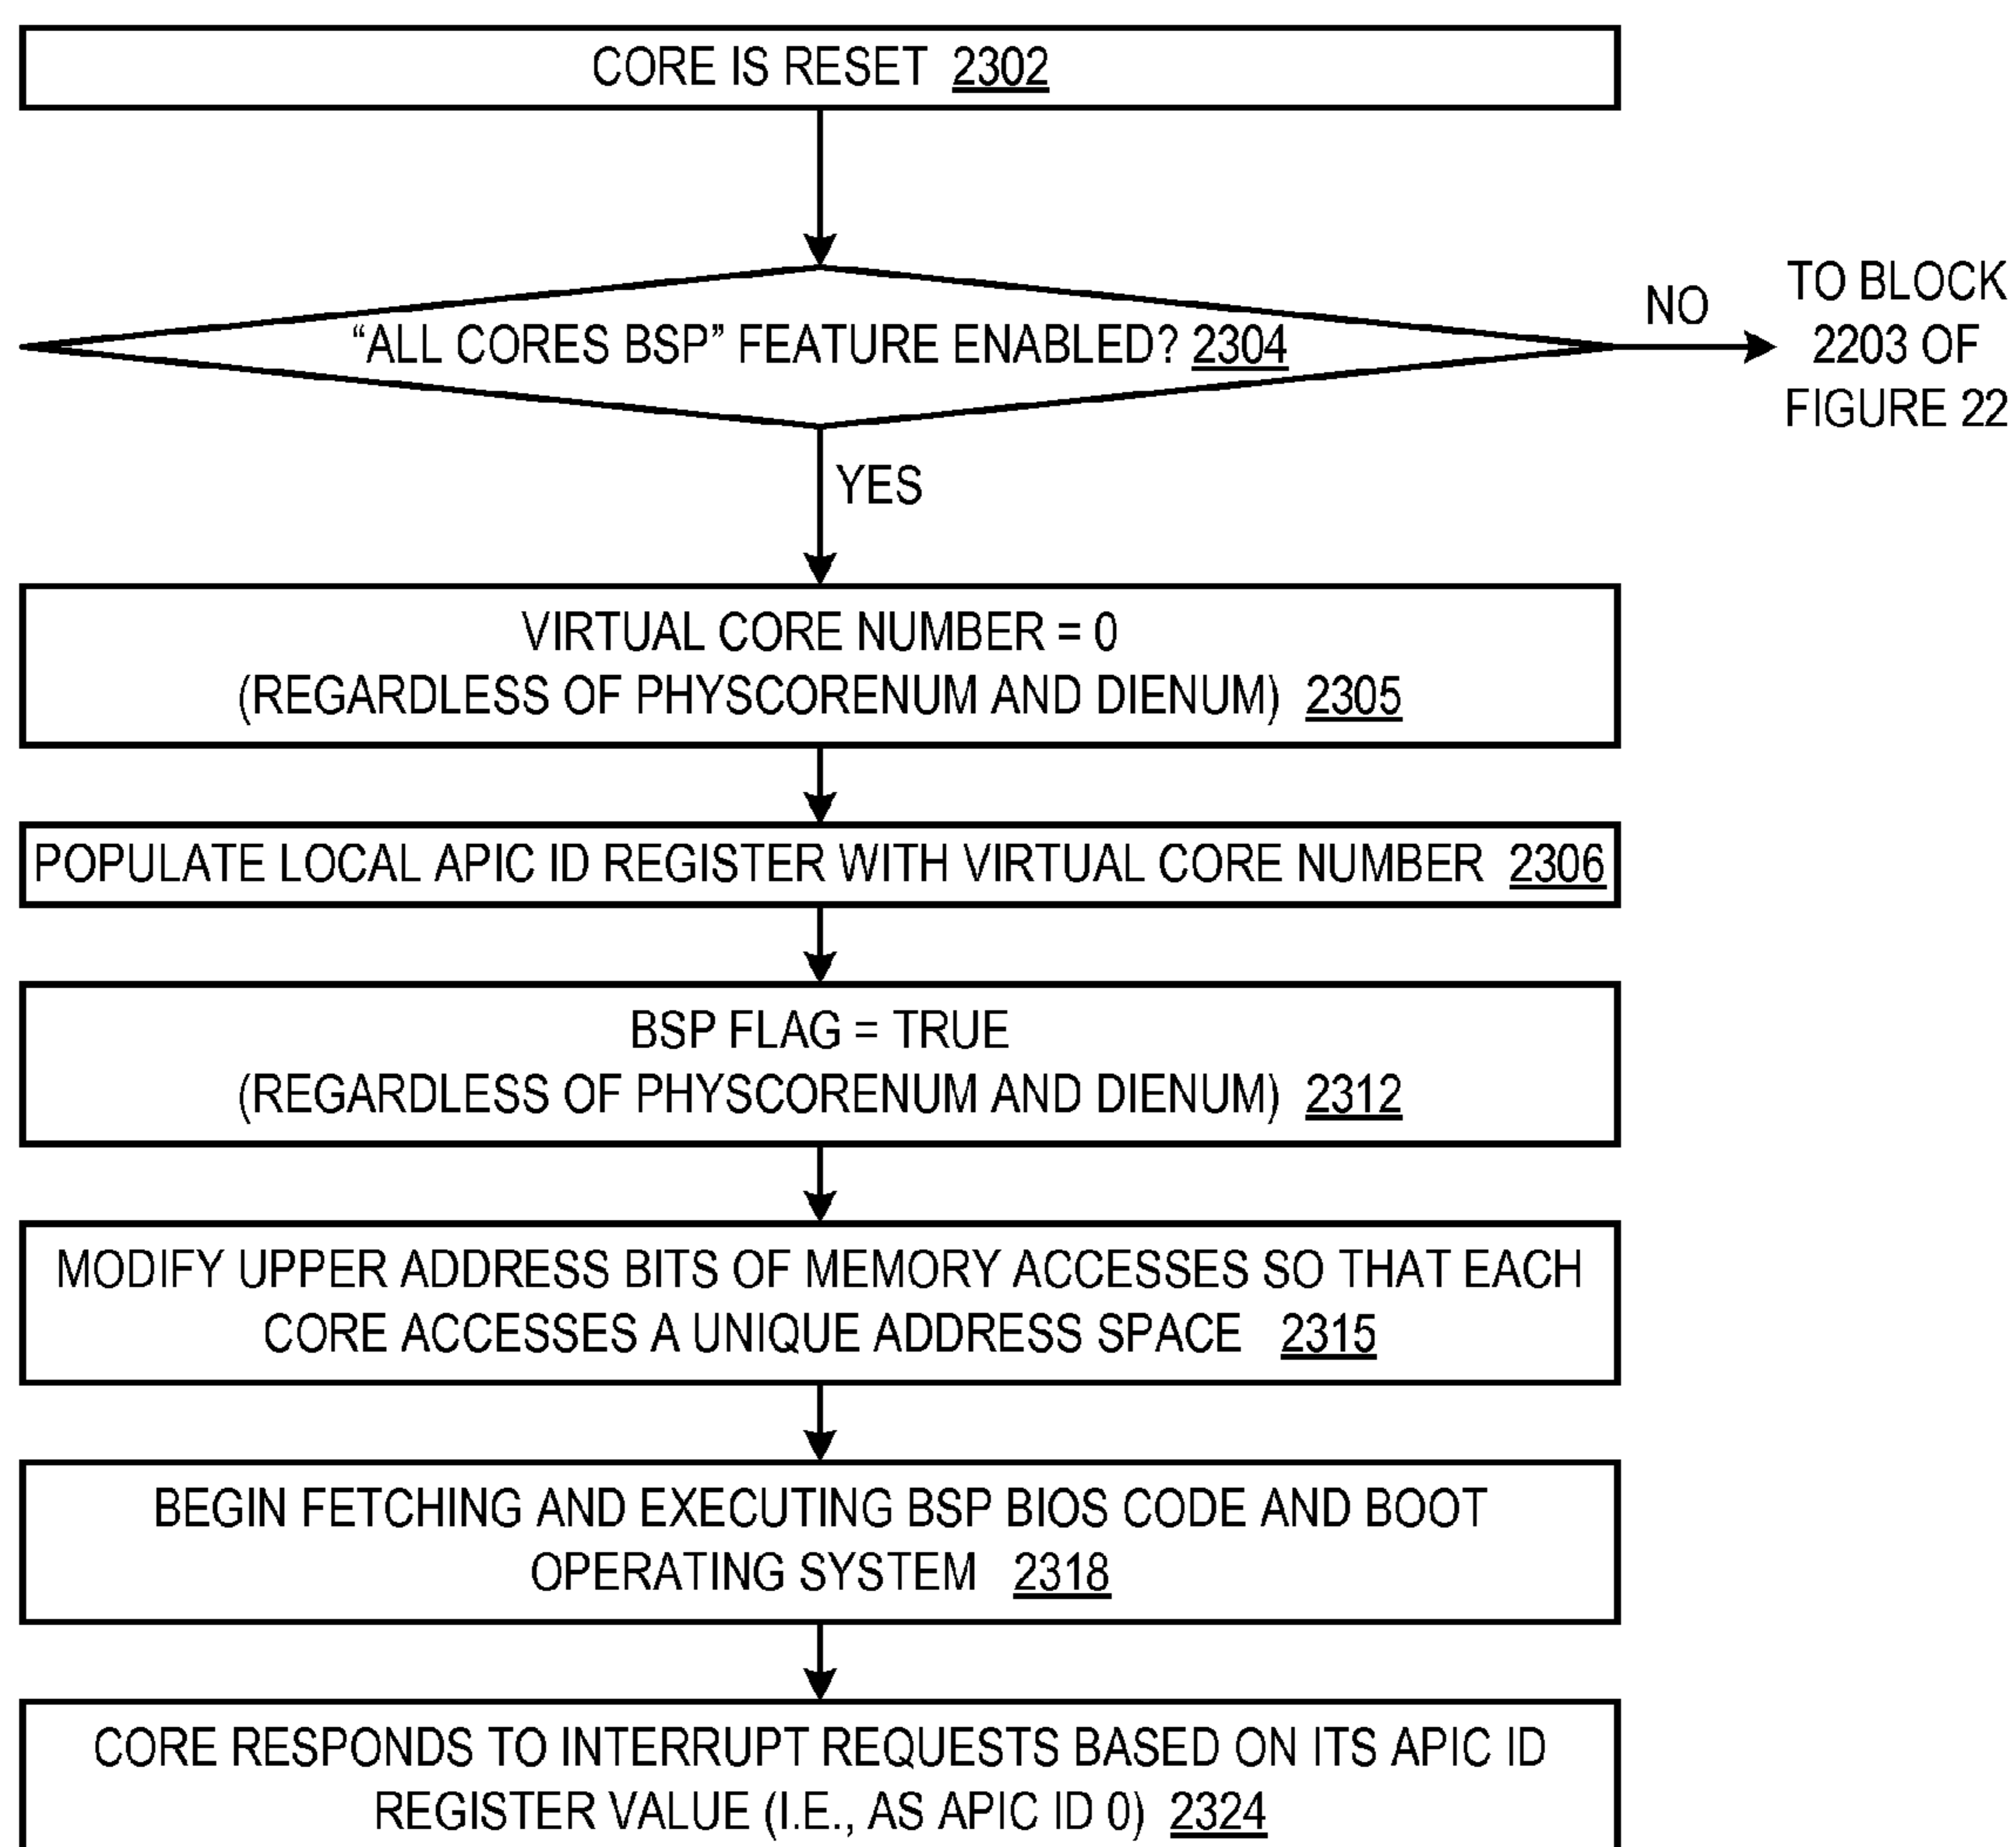 CORE IS RESET 2302
"ALL CORES BSP" FEATURE ENABLED? 2304
NO
TO BLOCK
2203 OF
FIGURE 22
YES
VIRTUAL CORE NUMBER = 0
(REGARDLESS OF PHYSCORENUM AND DIENUM) 2305
POPULATE LOCAL APIC ID REGISTER WITH VIRTUAL CORE NUMBER 2306
BSP FLAG = TRUE
(REGARDLESS OF PHYSCORENUM AND DIENUM) 2312
MODIFY UPPER ADDRESS BITS OF MEMORY ACCESSES SO THAT EACH
CORE ACCESSES A UNIQUE ADDRESS SPACE 2315
BEGIN FETCHING AND EXECUTING BSP BIOS CODE AND BOOT
OPERATING SYSTEM 2318
CORE RESPONDS TO INTERRUPT REQUESTS BASED ON ITS APIC ID
REGISTER VALUE (I.E., AS APIC ID 0) 2324